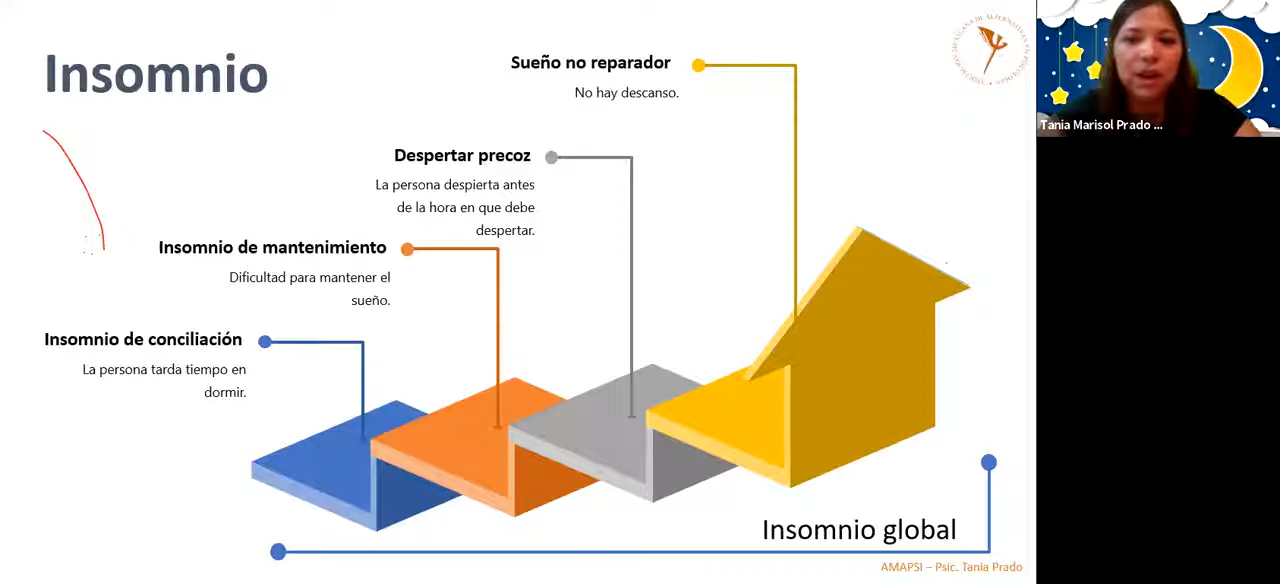 Insomnio
Sueño no reparador
No hay descanso.
Despertar precoz
La persona despierta antes
de la hora en que debe
despertar.
Insomnio de mantenimiento
Dificultad para mantener el
sueño.
Insomnio de conciliación
La persona tarda tiempo en
dormir.
Insomnio global
AMAPSI – Psic. Tania Prado
Tania Marisol Prado ...